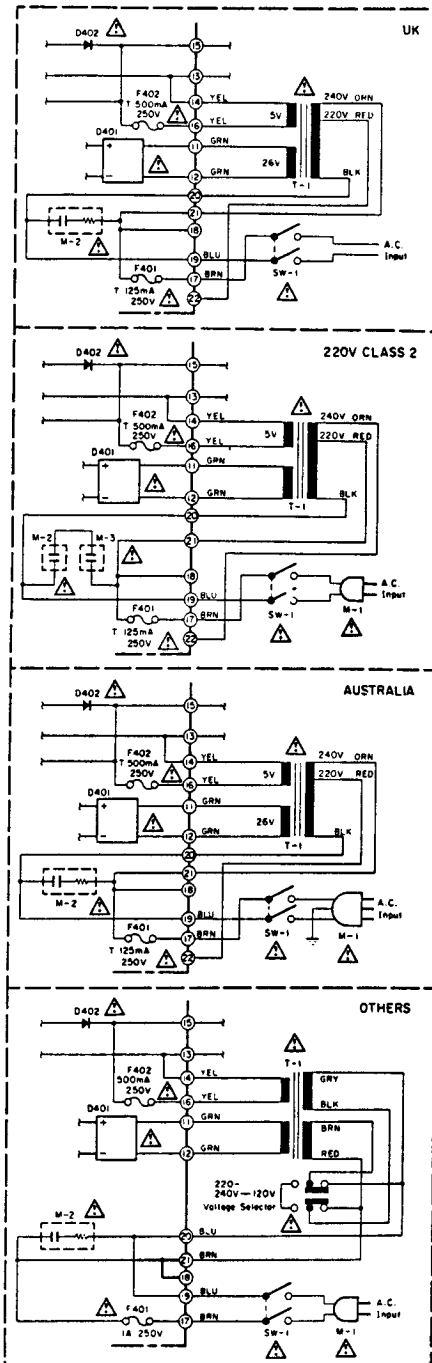 UK
D402
15
13
F402
T 500mA
250V
14 YEL
16 YEL
5V
240V ORN
220V RED
D401
+
−
11 GRN
12 GRN
26V
T-1
BLK
20
21
18
M-2
19 BLU
17 BRN
F401
T 125mA
250V
22
SW-1
A.C.
Input
220V CLASS 2
D402
15
13
F402
T 500mA
250V
14 YEL
16 YEL
5V
240V ORN
220V RED
D401
+
−
11 GRN
12 GRN
T-1
BLK
20
21
M-2 M-3
18
19 BLU
17 BRN
F401
T 125mA
250V
22
SW-1
M-1
A.C.
Input
AUSTRALIA
D402
15
13
F402
T 500mA
250V
14 YEL
16 YEL
5V
240V ORN
220V RED
D401
+
−
11 GRN
12 GRN
26V
T-1
BLK
20
21
18
M-2
19 BLU
17 BRN
F401
T 125mA
250V
22
SW-1
M-1
A.C.
Input
OTHERS
D402
15
13
F402
500mA
250V
14 YEL
16 YEL
T-1
GRY
BLK
BRN
RED
D401
+
−
11 GRN
12 GRN
220-
240V—120V
Voltage Selector
M-2
20 BLU
21 BRN
18
19 BLU
17 BRN
F401
1A 250V
SW-1
M-1
A.C.
Input